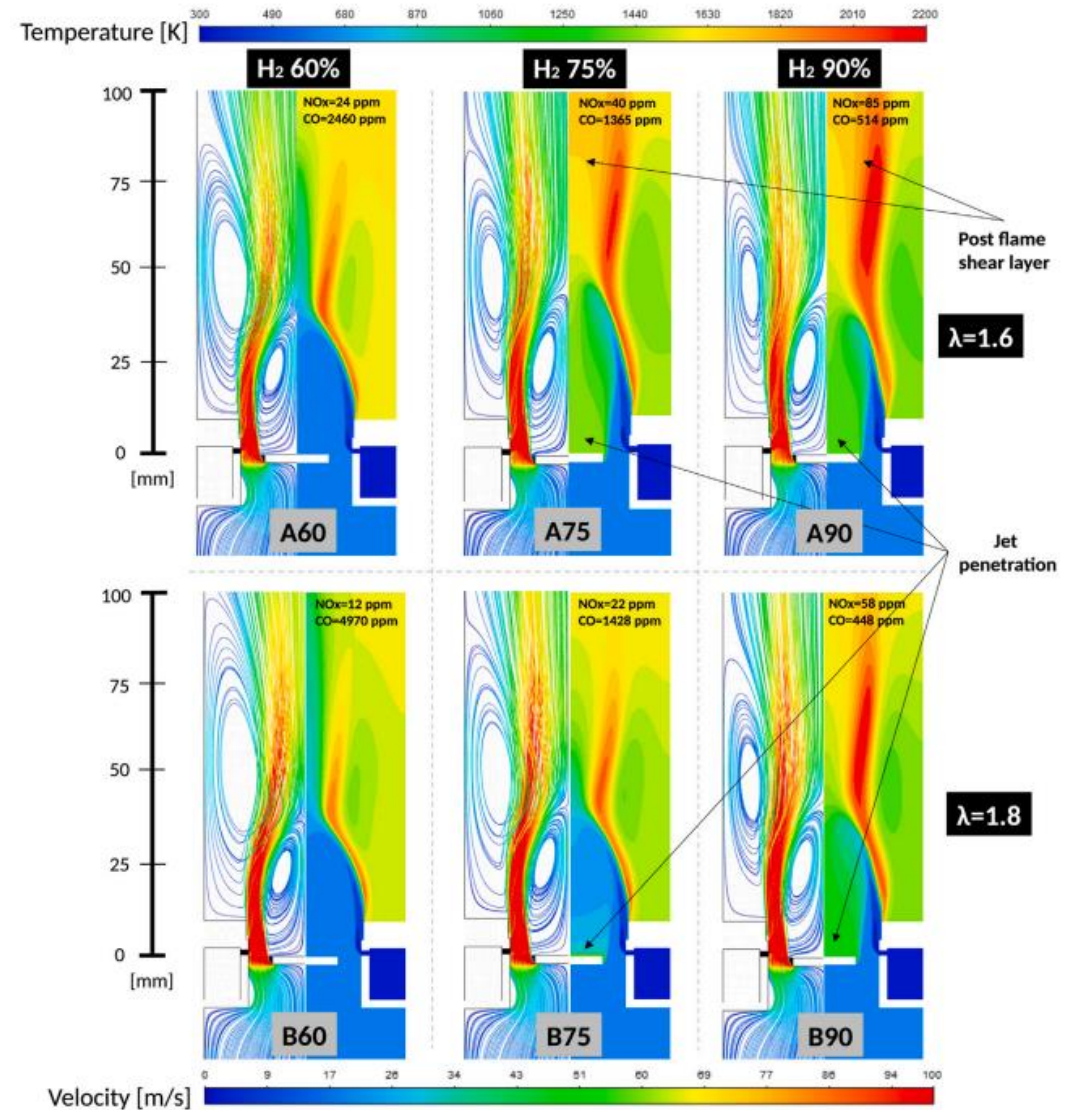 300 490 680 870 1060 1250 1440 1630 1820 2010 2200
Temperature [K]
H2 60% H2 75% H2 90%
100
75
50
25
0
[mm]
NOx=24 ppm
CO=2460 ppm
NOx=40 ppm
CO=1365 ppm
NOx=85 ppm
CO=514 ppm
Post flame
shear layer
λ=1.6
A60 A75 A90
Jet
penetration
100
75
50
25
0
[mm]
NOx=12 ppm
CO=4970 ppm
NOx=22 ppm
CO=1428 ppm
NOx=58 ppm
CO=448 ppm
λ=1.8
B60 B75 B90
0 9 17 26 34 43 51 60 69 77 86 94 100
Velocity [m/s]